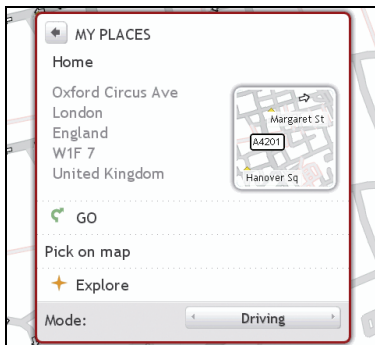 MY PLACES
Home
Oxford Circus Ave
London
England
W1F 7
United Kingdom
Margaret St
A4201
Hanover Sq
GO
Pick on map
Explore
Mode:
Driving